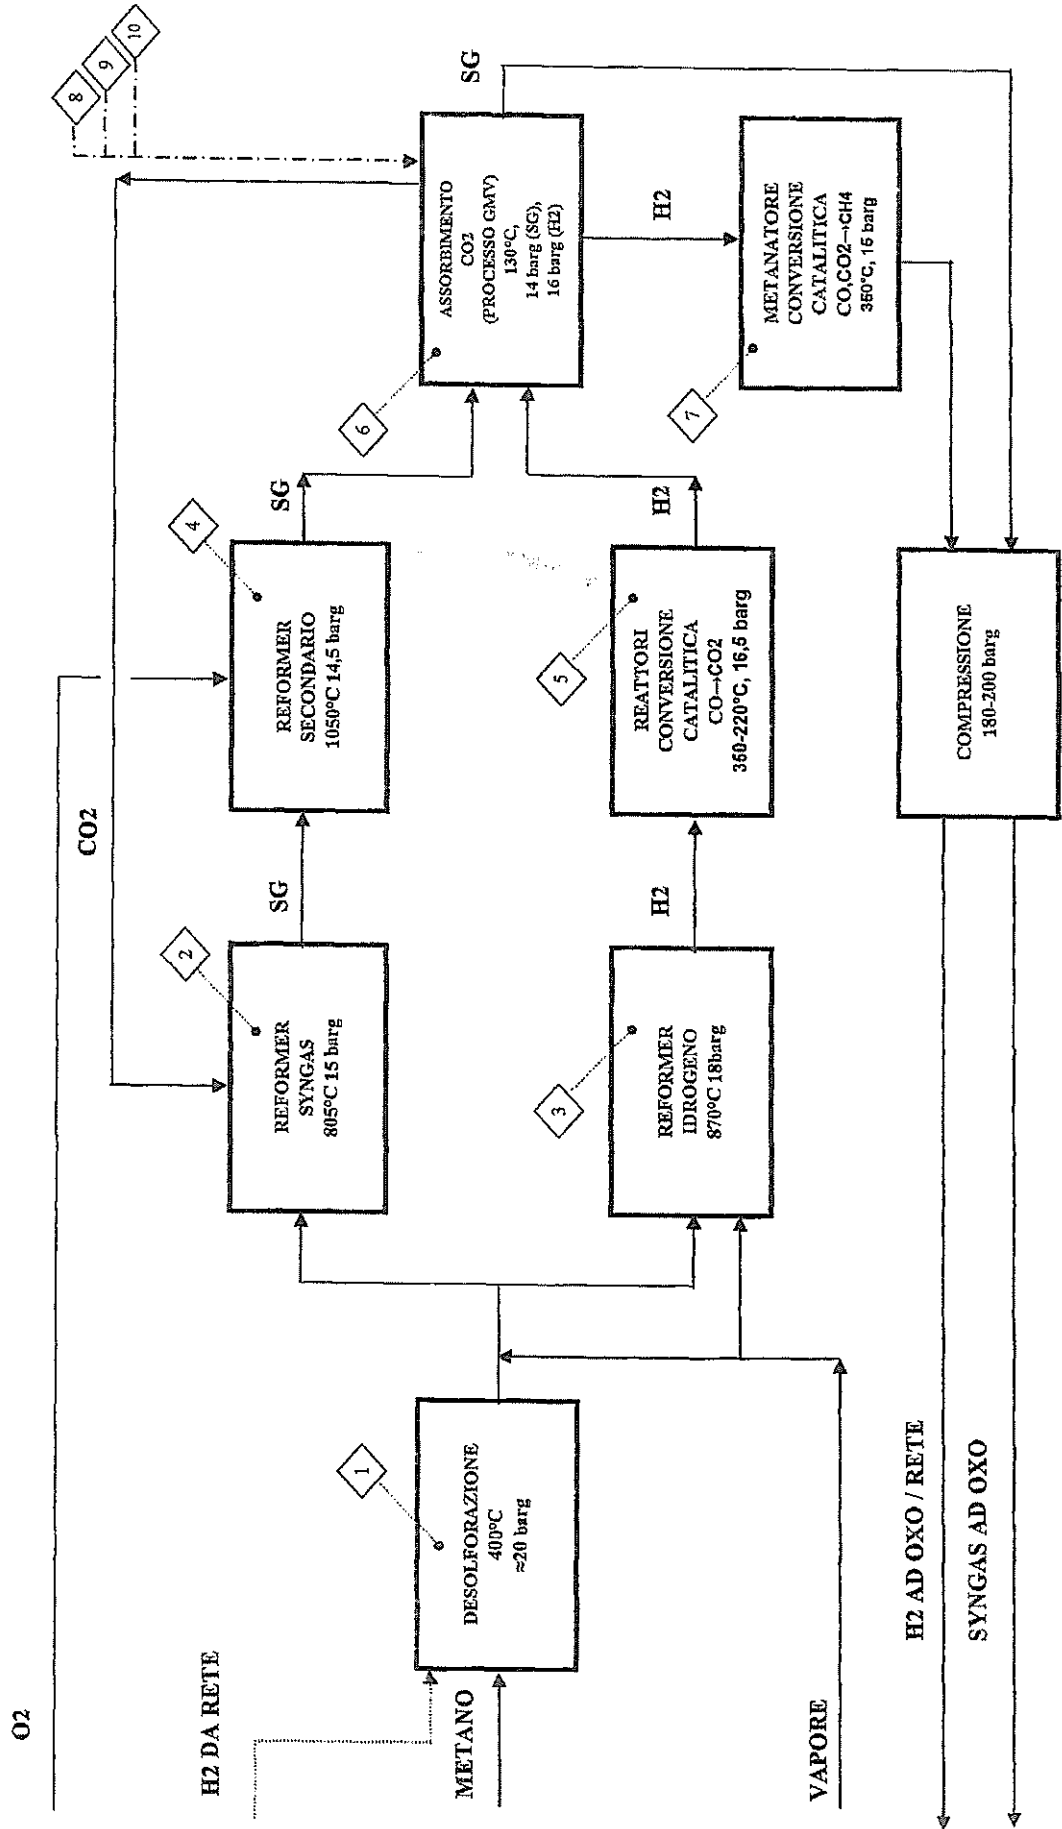 O2
H2 DA RETE
METANO
VAPORE
H2 AD OXO / RETE
SYNGAS AD OXO
1
DESOLFORAZIONE
400°C
≈20 barg
CO2
2
REFORMER
SYNGAS
805°C 15 barg
SG
4
REFORMER
SECONDARIO
1050°C 14,5 barg
SG
3
REFORMER
IDROGENO
870°C 18barg
H2
5
REATTORI
CONVERSIONE
CATALITICA
CO→CO2
350-220°C, 16,5 barg
H2
8
9
10
6
ASSORBIMENTO
CO2
(PROCESSO GMV)
130°C,
14 barg (SG),
16 barg (H2)
SG
H2
7
METANATORE
CONVERSIONE
CATALITICA
CO,CO2→CH4
350°C, 15 barg
COMPRESSIONE
180-200 barg